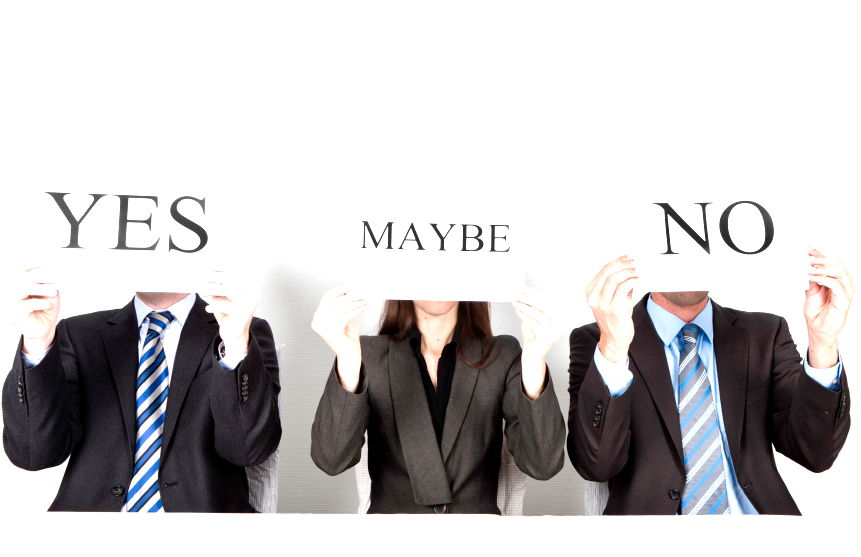 YES
MAYBE
NO